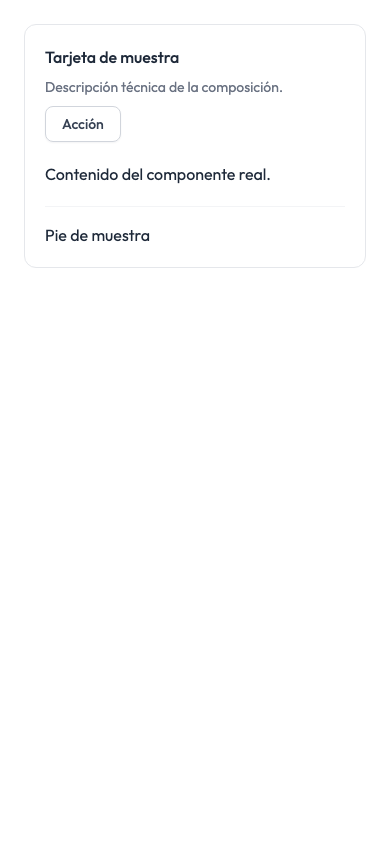 Tarjeta de muestra
Descripción técnica de la composición.
Acción
Contenido del componente real.
Pie de muestra